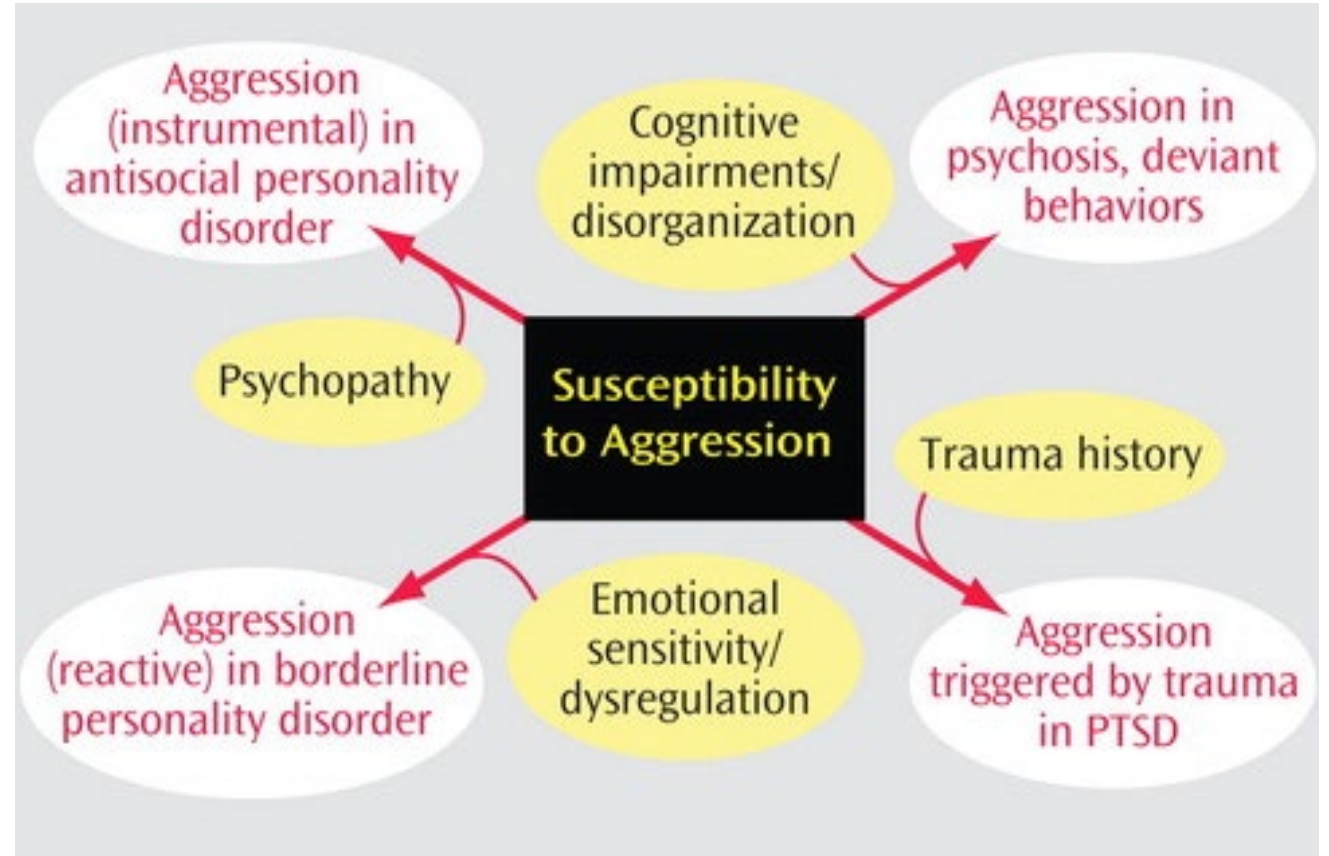 Aggression
(instrumental) in
antisocial personality
disorder
Cognitive
impairments/
disorganization
Aggression in
psychosis, deviant
behaviors
Psychopathy
Susceptibility
to Aggression
Trauma history
Aggression
(reactive) in borderline
personality disorder
Emotional
sensitivity/
dysregulation
Aggression
triggered by trauma
in PTSD